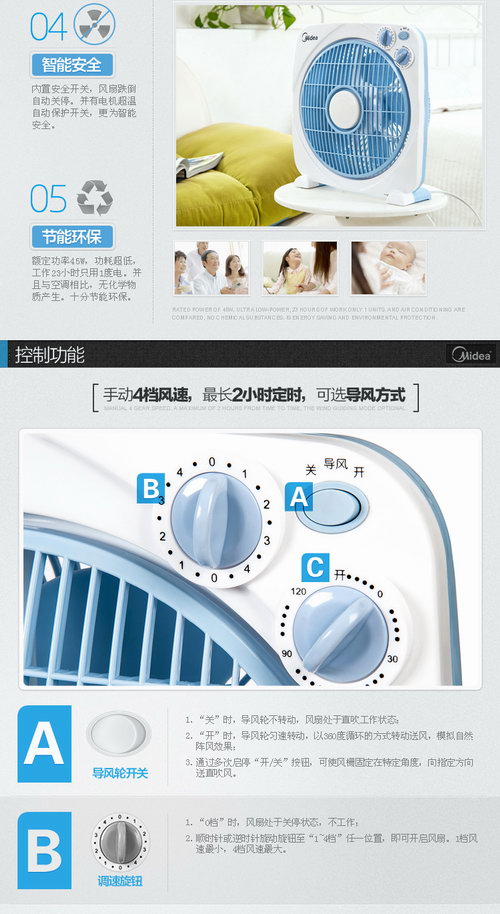 04
智能安全
内置安全开关，风扇跌倒
自动关停。并有电机超温
自动保护开关，更为智能
安全。
05
节能环保
额定功率45W，功耗超低，
工作23小时只用1度电。并
且与空调相比，无化学物
质产生。十分节能环保。
Midea
RATED POWER OF 45W, ULTRA LOW-POWER, 23 HOUR OF WORK ONLY 1 UNITS. AND AIR CONDITIONING ARE
COMPARED, NO CHEMICAL SUBSTANCES. IS ENERGY SAVING AND ENVIRONMENTAL PROTECTION.
控制功能
Midea
手动4档风速，最长2小时定时，可选导风方式
MANUAL 4 GEAR SPEED, A MAXIMUM OF 2 HOURS FROM TIME TO TIME, THE WIND GUIDING MODE OPTIONAL
关 导风 开
A
B
4 0 1 2 3 4 0 1 2 3
C
开
120 0 30 90
A
导风轮开关
1. “关”时，导风轮不转动，风扇处于直吹工作状态；
2. “开”时，导风轮匀速转动，以360度循环的方式转动送风，模拟自然
阵风效果；
3. 通过多次启停“开/关”按钮，可使风栅固定在特定角度，向指定方向
送直吹风。
B
调速旋钮
1. “0档”时，风扇处于关停状态，不工作；
2. 顺时针或逆时针旋动旋钮至“1~4档”任一位置，即可开启风扇。1档风
速最小，4档风速最大。